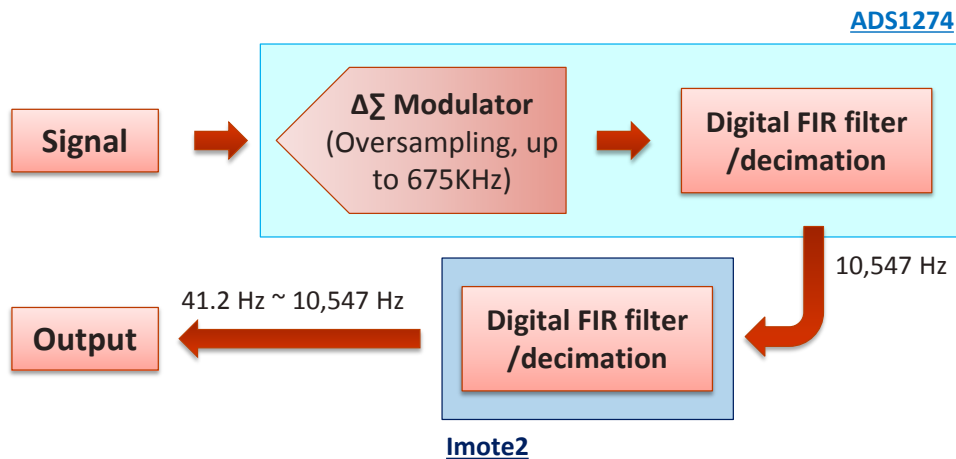 ADS1274
Signal
Δ∑ Modulator
(Oversampling, up
to 675KHz)
Digital FIR filter
/decimation
10,547 Hz
41.2 Hz ~ 10,547 Hz
Output
Digital FIR filter
/decimation
Imote2